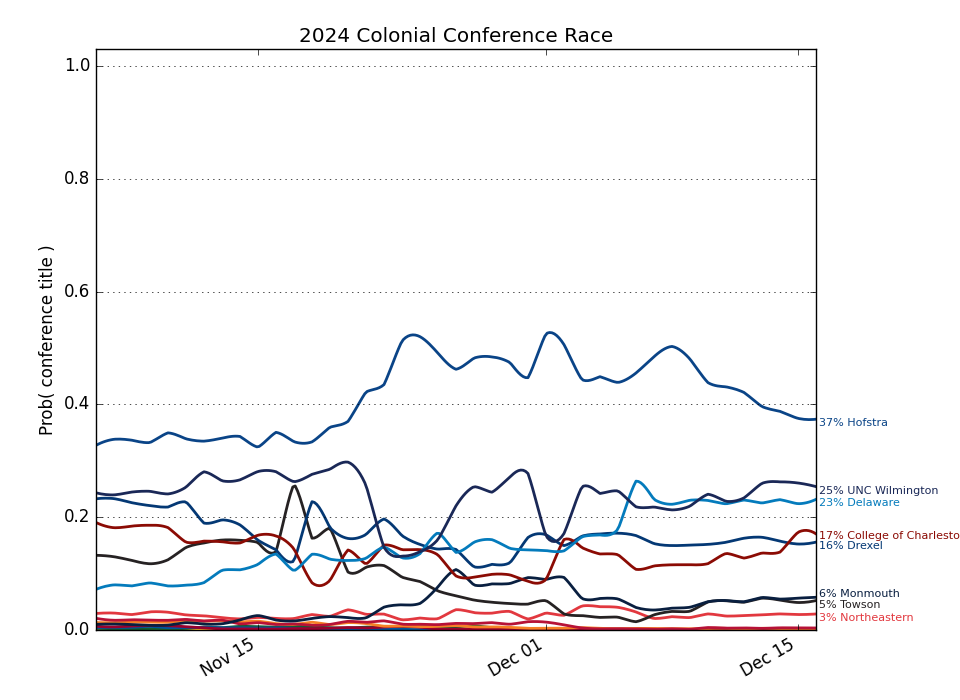 2024 Colonial Conference Race
Prob( conference title )
1.0
0.8
0.6
0.4
0.2
0.0
Nov 15
Dec 01
Dec 15
37% Hofstra
25% UNC Wilmington
23% Delaware
17% College of Charlesto
16% Drexel
6% Monmouth
5% Towson
3% Northeastern